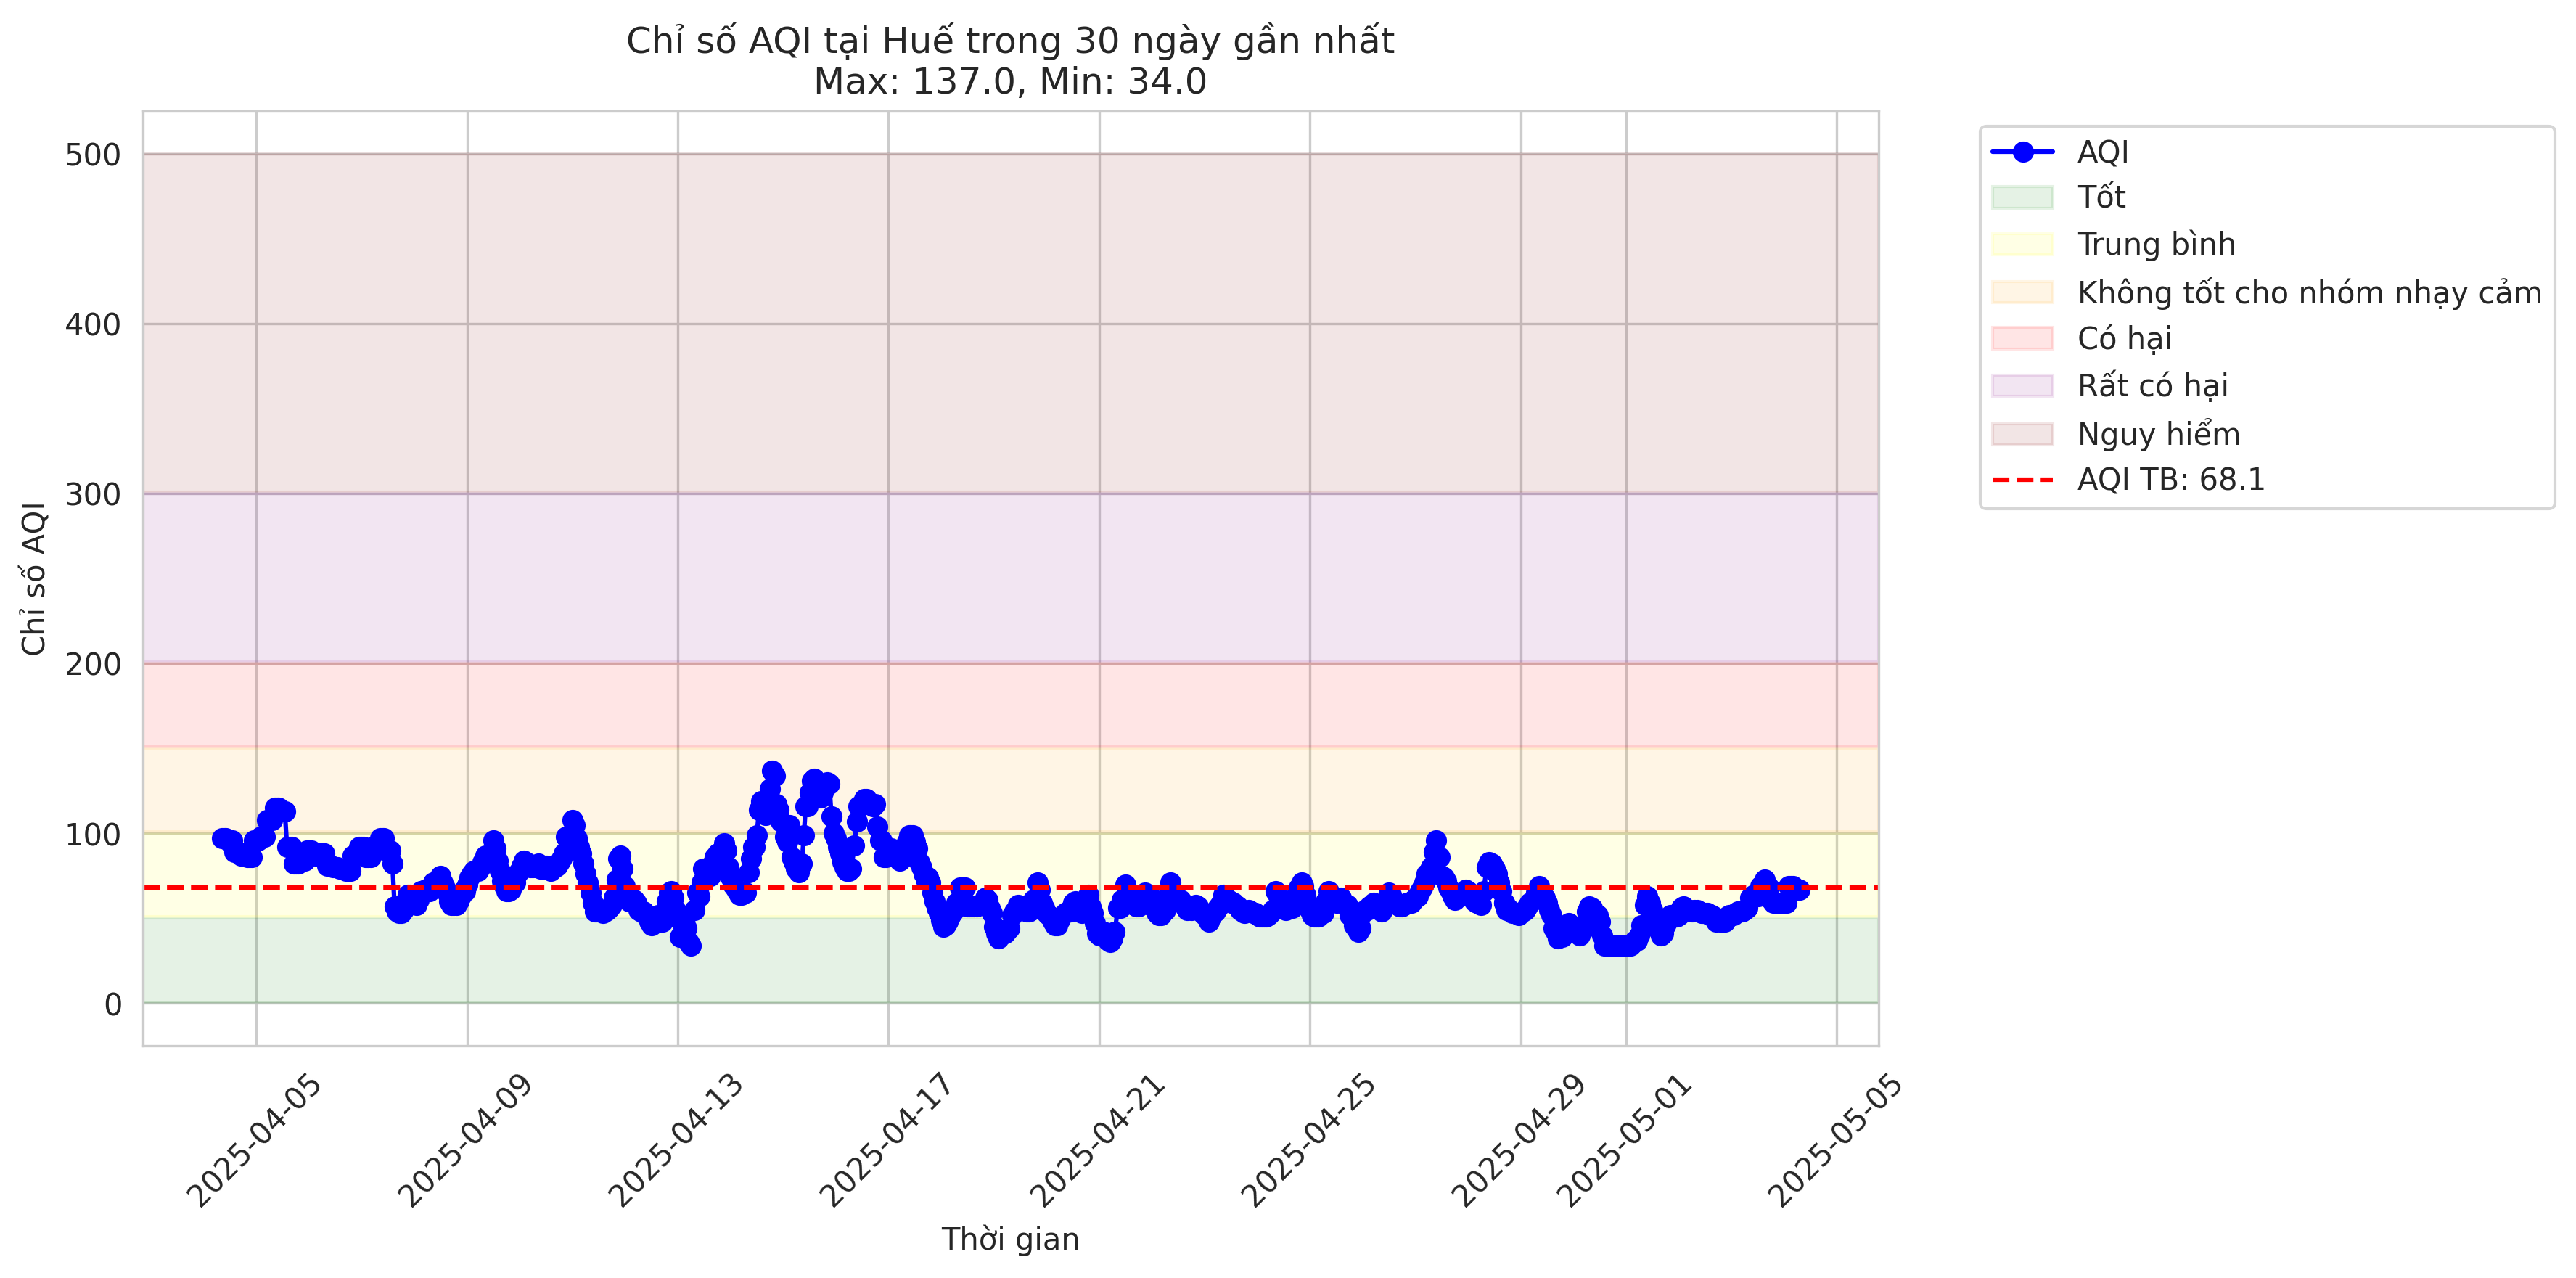 Chỉ số AQI tại Huế trong 30 ngày gần nhất
Max: 137.0, Min: 34.0
Chỉ số AQI
500
400
300
200
100
0
2025-04-05
2025-04-09
2025-04-13
2025-04-17
2025-04-21
2025-04-25
2025-04-29
2025-05-01
2025-05-05
Thời gian
AQI
Tốt
Trung bình
Không tốt cho nhóm nhạy cảm
Có hại
Rất có hại
Nguy hiểm
AQI TB: 68.1